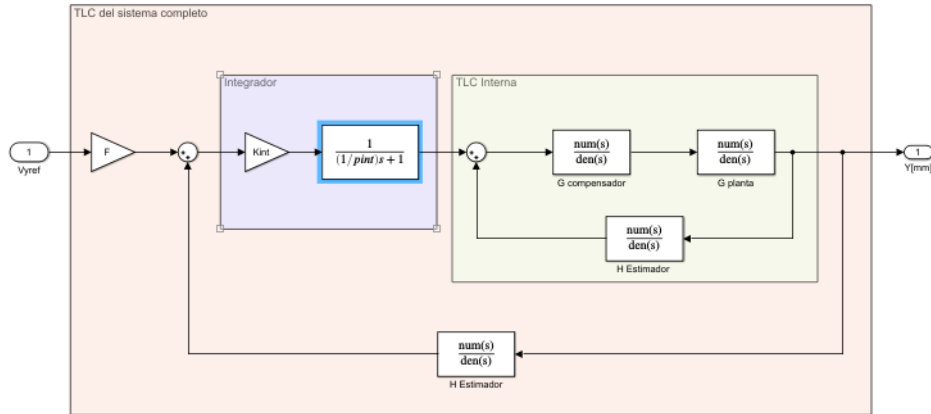 TLC del sistema completo
Integrador
TLC Interna
1
Vyref
F
Kint
1
(1/pint)s + 1
num(s)
den(s)
G compensador
num(s)
den(s)
G planta
1
Y[mm]
num(s)
den(s)
H Estimador
num(s)
den(s)
H Estimador